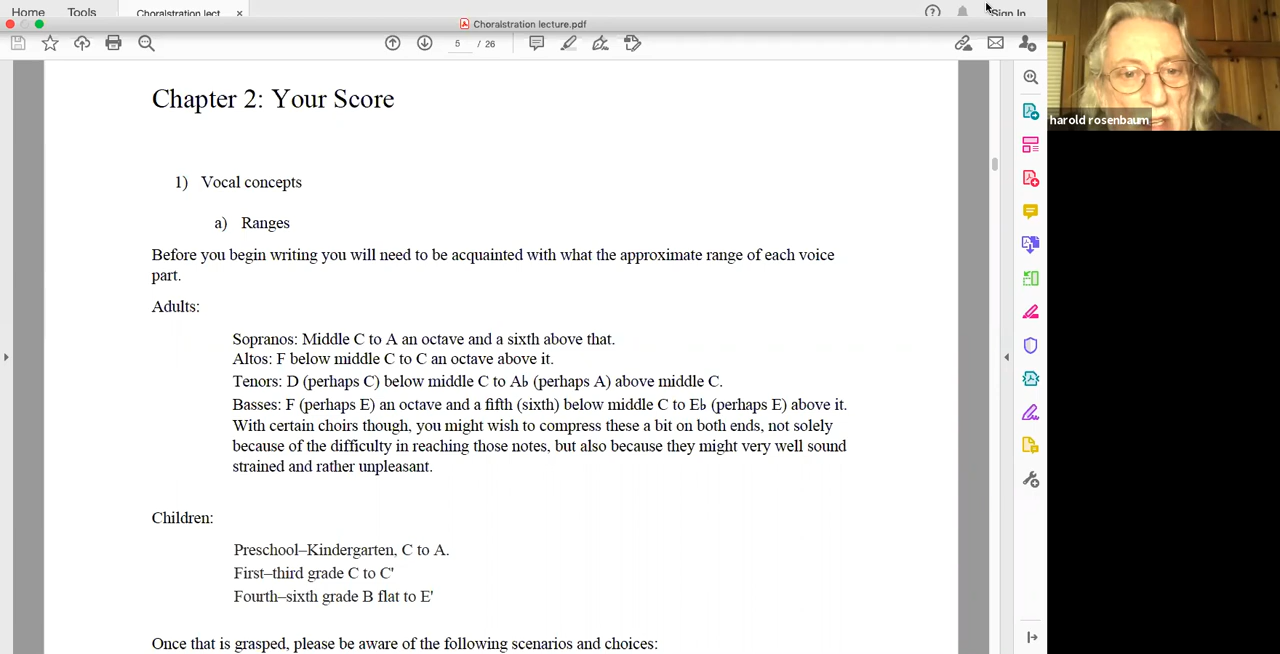 Home Tools Choralstration lect... × Sign In
Choralstration lecture.pdf
5 / 26
harold rosenbaum
Chapter 2: Your Score
1) Vocal concepts
a) Ranges
Before you begin writing you will need to be acquainted with what the approximate range of each voice
part.
Adults:
Sopranos: Middle C to A an octave and a sixth above that.
Altos: F below middle C to C an octave above it.
Tenors: D (perhaps C) below middle C to A♭ (perhaps A) above middle C.
Basses: F (perhaps E) an octave and a fifth (sixth) below middle C to E♭ (perhaps E) above it.
With certain choirs though, you might wish to compress these a bit on both ends, not solely
because of the difficulty in reaching those notes, but also because they might very well sound
strained and rather unpleasant.
Children:
Preschool–Kindergarten, C to A.
First–third grade C to C'
Fourth–sixth grade B flat to E'
Once that is grasped, please be aware of the following scenarios and choices: